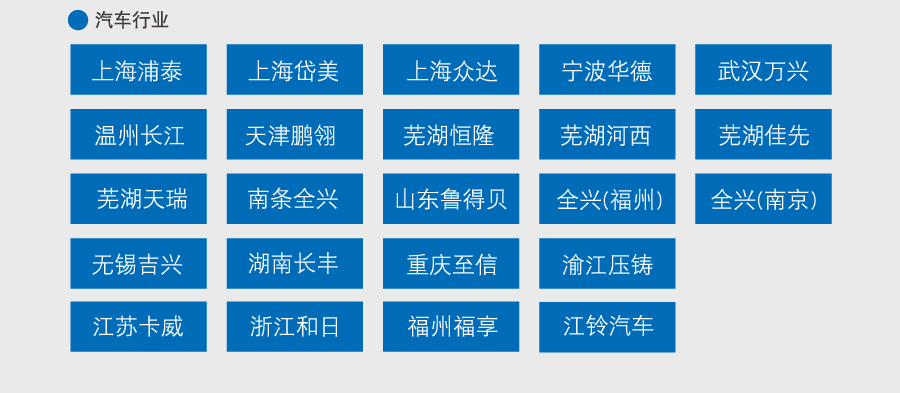 汽车行业
上海浦泰 上海岱美 上海众达 宁波华德 武汉万兴
温州长江 天津鹏翎 芜湖恒隆 芜湖河西 芜湖佳先
芜湖天瑞 南条全兴 山东鲁得贝 全兴(福州) 全兴(南京)
无锡吉兴 湖南长丰 重庆至信 渝江压铸
江苏卡威 浙江和日 福州福享 江铃汽车